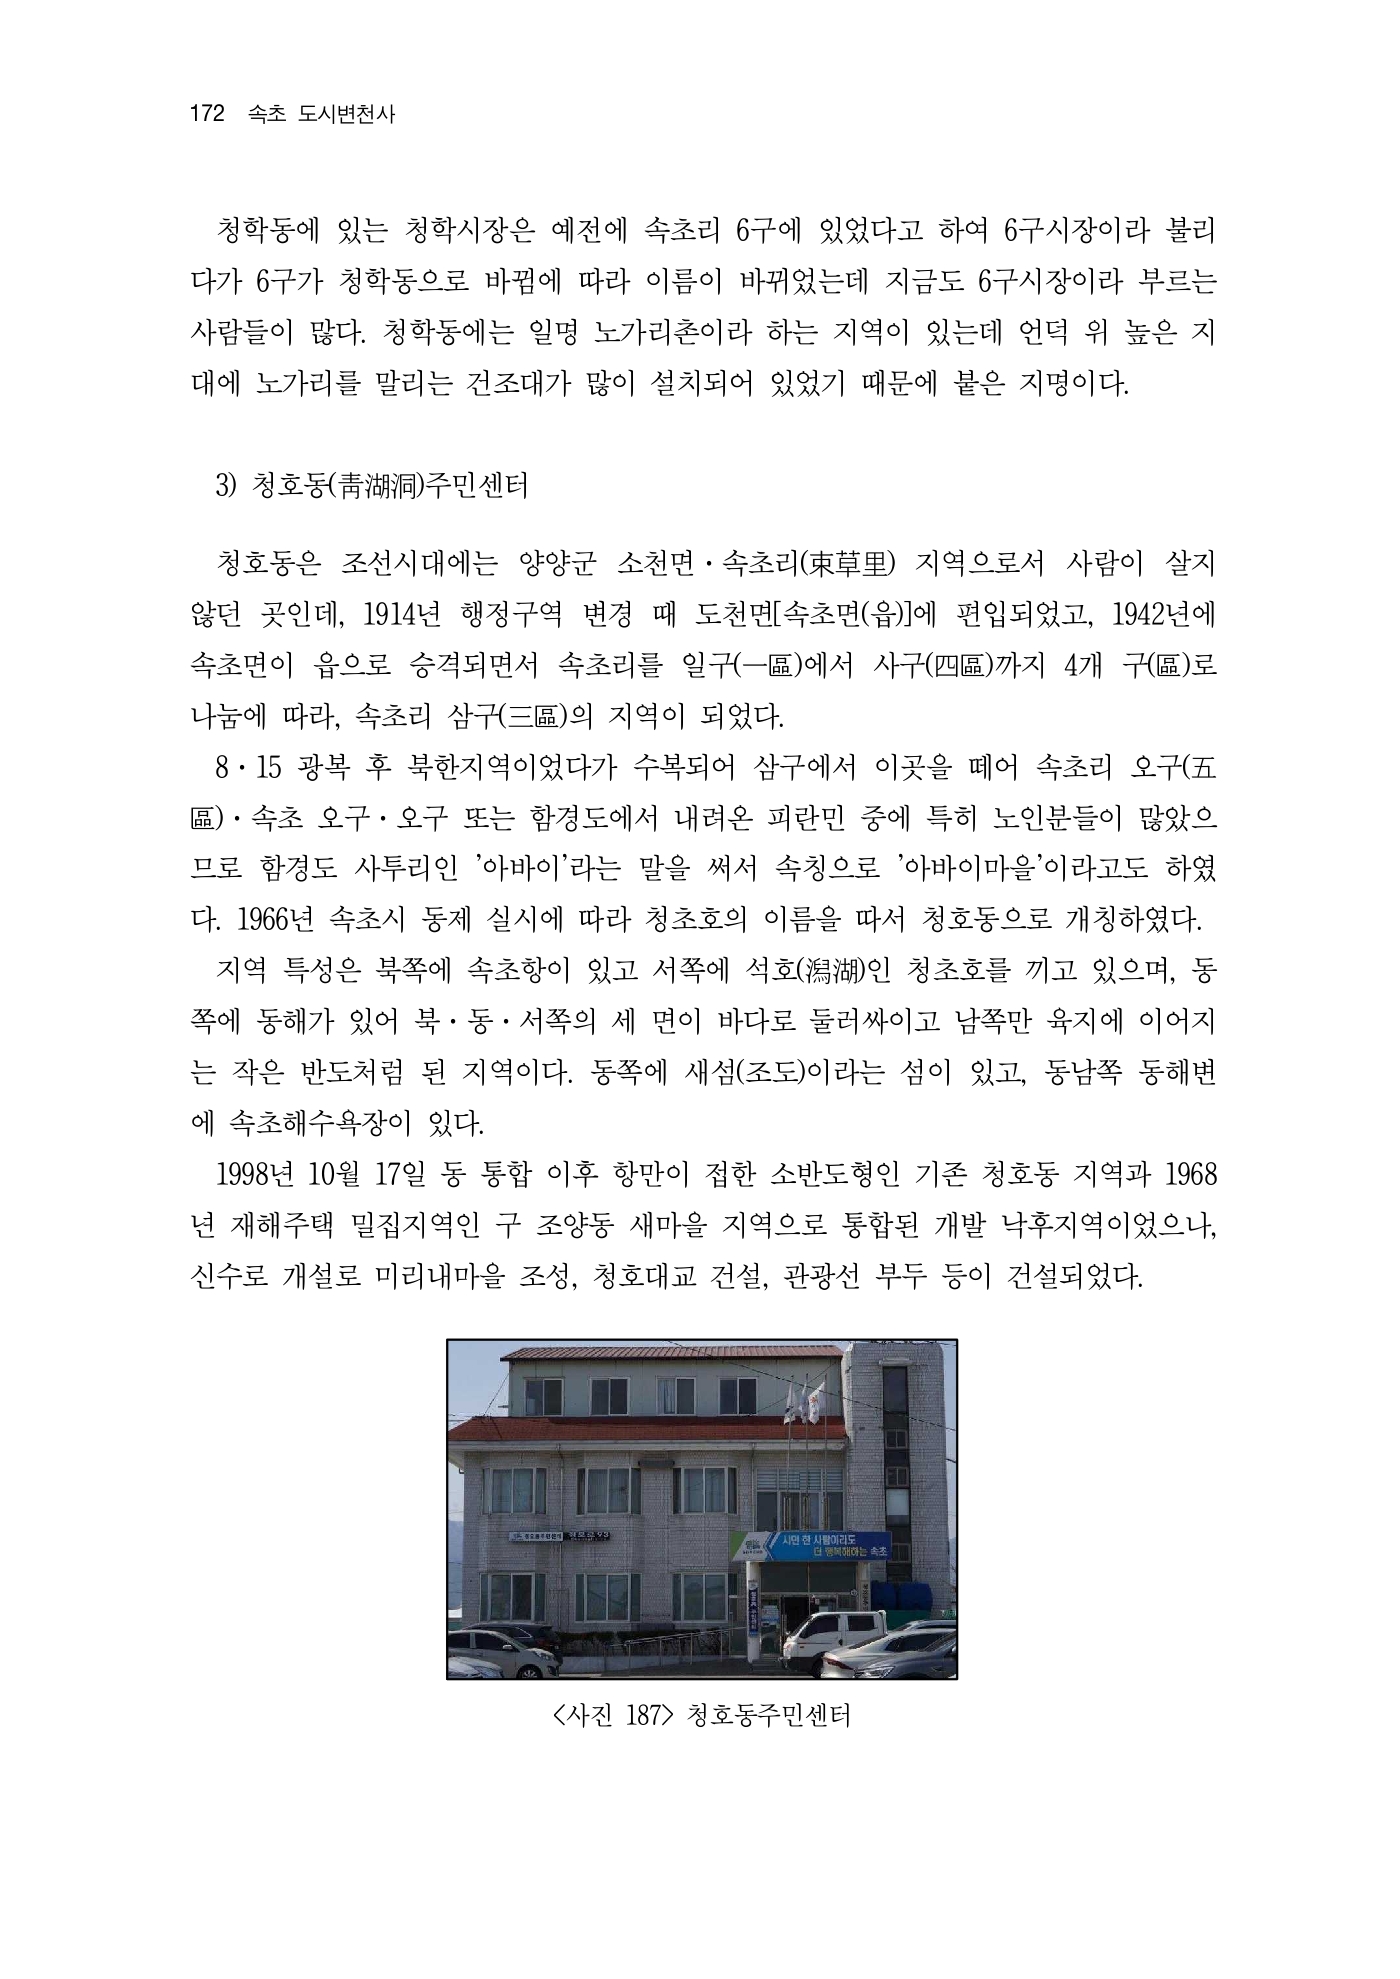 172 속초 도시변천사
청학동에 있는 청학시장은 예전에 속초리 6구에 있었다고 하여 6구시장이라 불리
다가 6구가 청학동으로 바뀜에 따라 이름이 바뀌었는데 지금도 6구시장이라 부르는
사람들이 많다. 청학동에는 일명 노가리촌이라 하는 지역이 있는데 언덕 위 높은 지
대에 노가리를 말리는 건조대가 많이 설치되어 있었기 때문에 붙은 지명이다.
3) 청호동(靑湖洞)주민센터
청호동은 조선시대에는 양양군 소천면·속초리(束草里) 지역으로서 사람이 살지
않던 곳인데, 1914년 행정구역 변경 때 도천면[속초면(읍)]에 편입되었고, 1942년에
속초면이 읍으로 승격되면서 속초리를 일구(一區)에서 사구(四區)까지 4개 구(區)로
나눔에 따라, 속초리 삼구(三區)의 지역이 되었다.
8·15 광복 후 북한지역이었다가 수복되어 삼구에서 이곳을 떼어 속초리 오구(五
區)·속초 오구·오구 또는 함경도에서 내려온 피란민 중에 특히 노인분들이 많았으
므로 함경도 사투리인 ’아바이’라는 말을 써서 속칭으로 ’아바이마을’이라고도 하였
다. 1966년 속초시 동제 실시에 따라 청초호의 이름을 따서 청호동으로 개칭하였다.
지역 특성은 북쪽에 속초항이 있고 서쪽에 석호(潟湖)인 청초호를 끼고 있으며, 동
쪽에 동해가 있어 북·동·서쪽의 세 면이 바다로 둘러싸이고 남쪽만 육지에 이어지
는 작은 반도처럼 된 지역이다. 동쪽에 새섬(조도)이라는 섬이 있고, 동남쪽 동해변
에 속초해수욕장이 있다.
1998년 10월 17일 동 통합 이후 항만이 접한 소반도형인 기존 청호동 지역과 1968
년 재해주택 밀집지역인 구 조양동 새마을 지역으로 통합된 개발 낙후지역이었으나,
신수로 개설로 미리내마을 조성, 청호대교 건설, 관광선 부두 등이 건설되었다.
시민 한 사람이라도
더 행복해하는 속초
청호동주민센터
<사진 187> 청호동주민센터